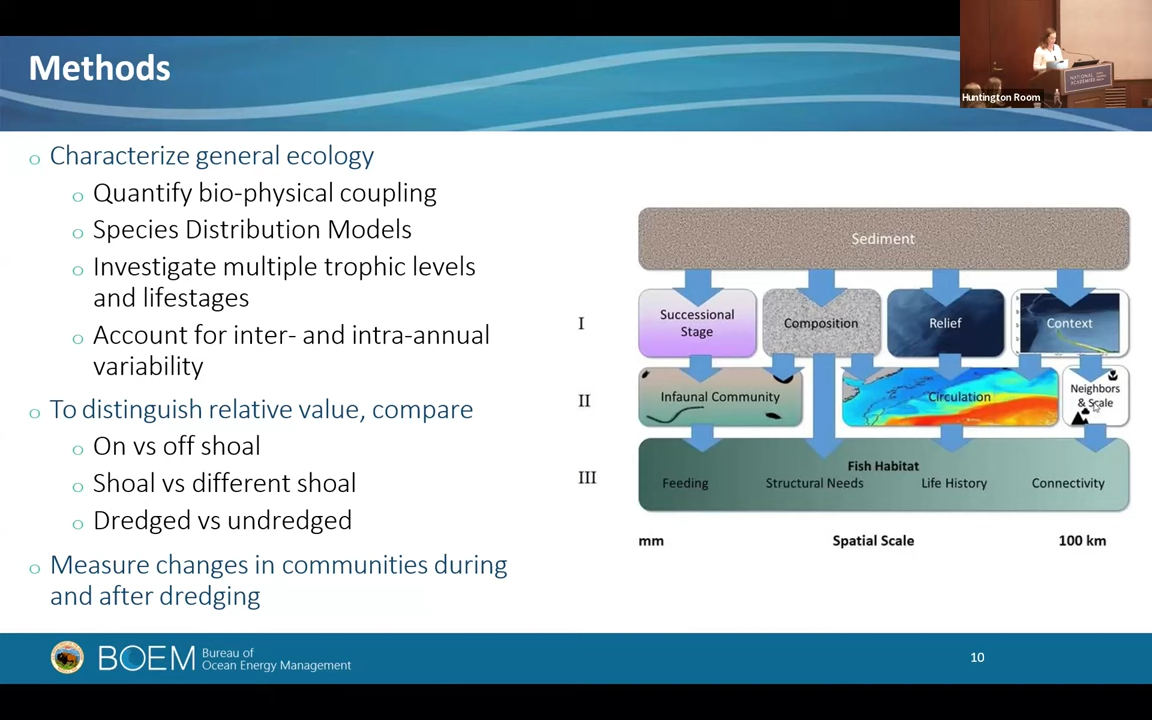 Methods
Huntington Room
NATIONAL
ACADEMIES
o Characterize general ecology
o Quantify bio-physical coupling
o Species Distribution Models
o Investigate multiple trophic levels
and lifestages
o Account for inter- and intra-annual
variability
o To distinguish relative value, compare
o On vs off shoal
o Shoal vs different shoal
o Dredged vs undredged
o Measure changes in communities during
and after dredging
Sediment
I
Successional
Stage
Composition
Relief
Context
II
Infaunal Community
Circulation
Neighbors
& Scale
III
Fish Habitat
Feeding
Structural Needs
Life History
Connectivity
mm
Spatial Scale
100 km
BOEM
Bureau of
Ocean Energy Management
10